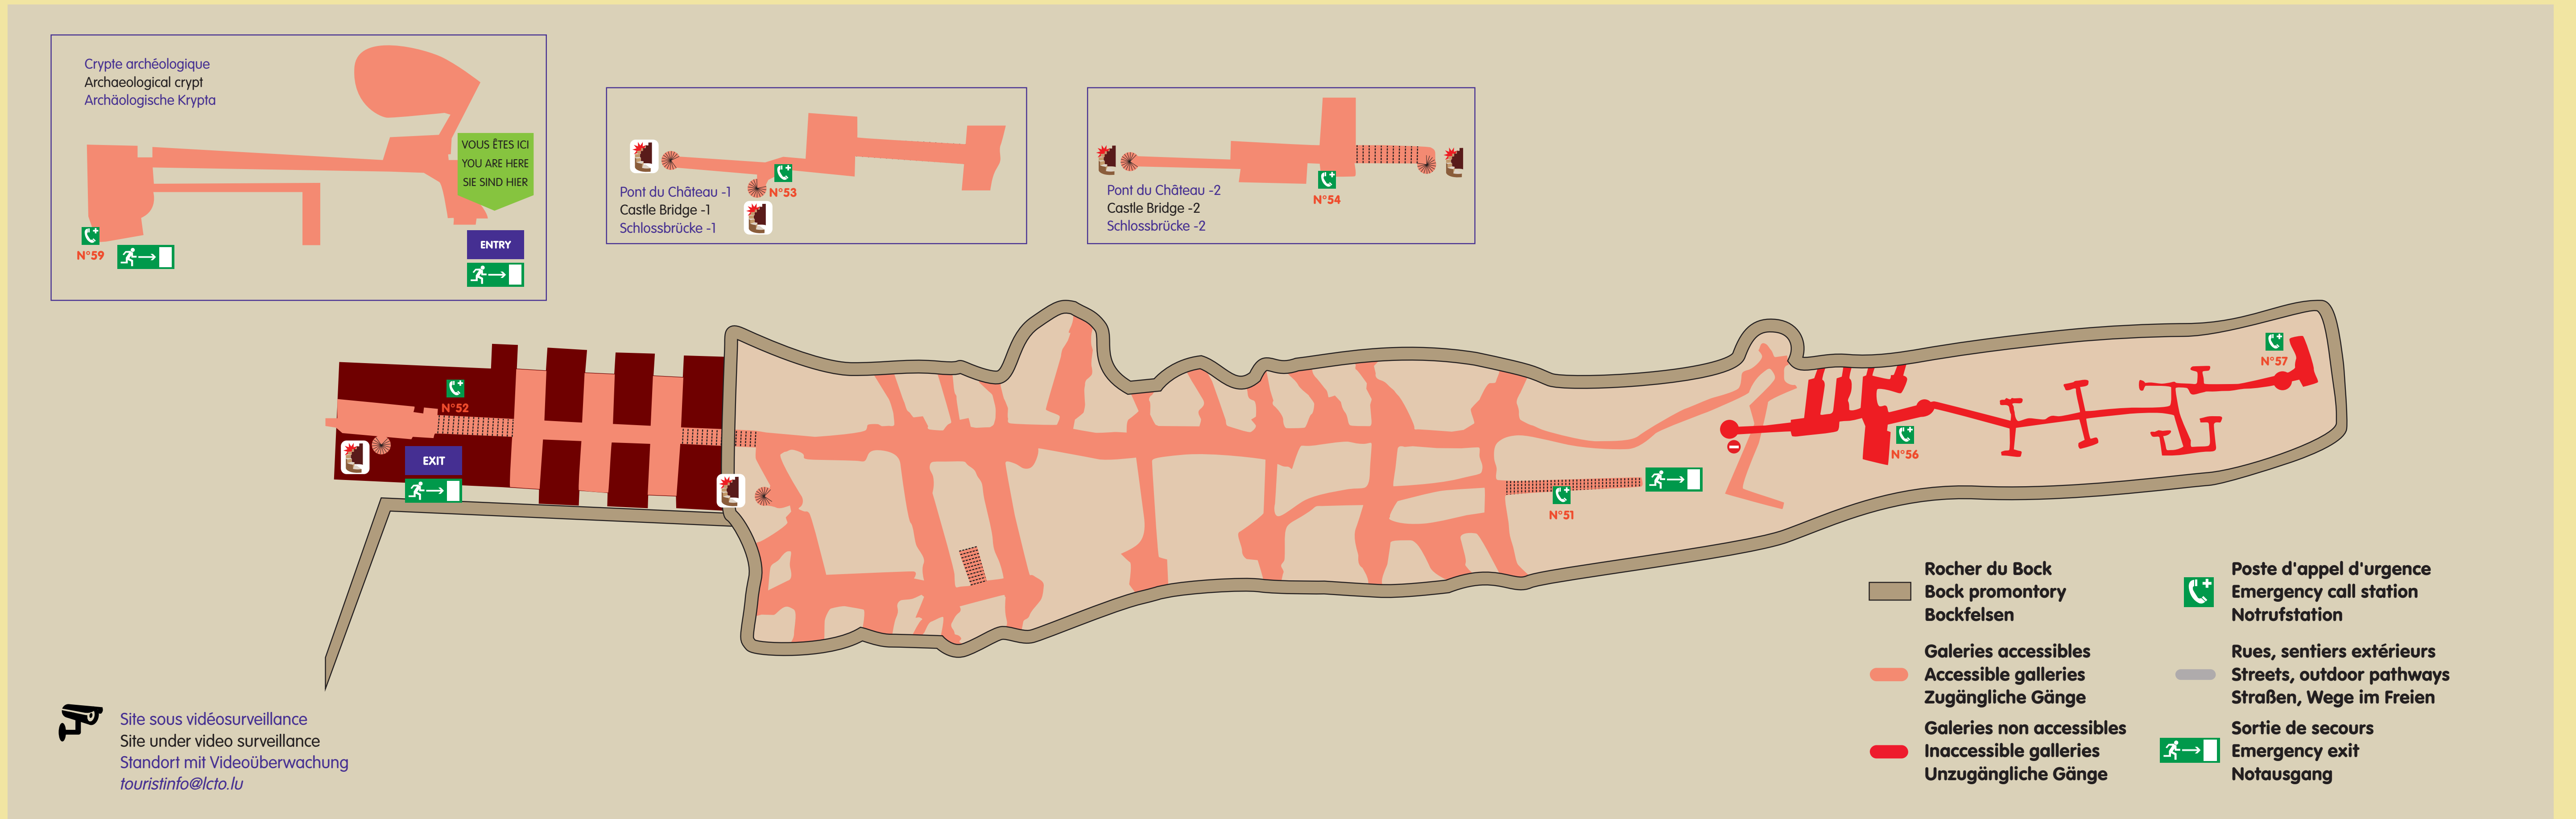 Crypte archéologique
Archaeological crypt
Archäologische Krypta
VOUS ÊTES ICI
YOU ARE HERE
SIE SIND HIER
N°59
ENTRY
N°53
Pont du Château -1
Castle Bridge -1
Schlossbrücke -1
Pont du Château -2
Castle Bridge -2
Schlossbrücke -2
N°54
N°52
EXIT
N°51
N°56
N°57
Site sous vidéosurveillance
Site under video surveillance
Standort mit Videoüberwachung
touristinfo@lcto.lu
Rocher du Bock
Bock promontory
Bockfelsen
Galeries accessibles
Accessible galleries
Zugängliche Gänge
Galeries non accessibles
Inaccessible galleries
Unzugängliche Gänge
Poste d'appel d'urgence
Emergency call station
Notrufstation
Rues, sentiers extérieurs
Streets, outdoor pathways
Straßen, Wege im Freien
Sortie de secours
Emergency exit
Notausgang